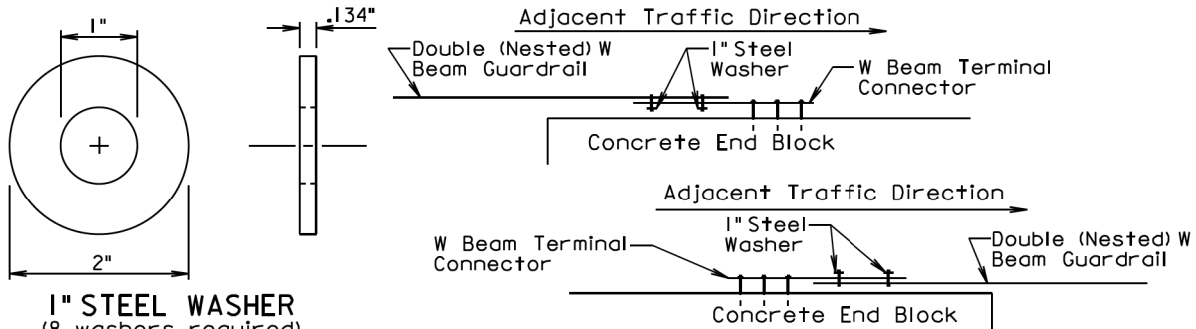 1"
.134"
2"
1" STEEL WASHER
(8 washers required)
Adjacent Traffic Direction
Double (Nested) W
Beam Guardrail
1" Steel
Washer
W Beam Terminal
Connector
Concrete End Block
Adjacent Traffic Direction
W Beam Terminal
Connector
1" Steel
Washer
Double (Nested) W
Beam Guardrail
Concrete End Block